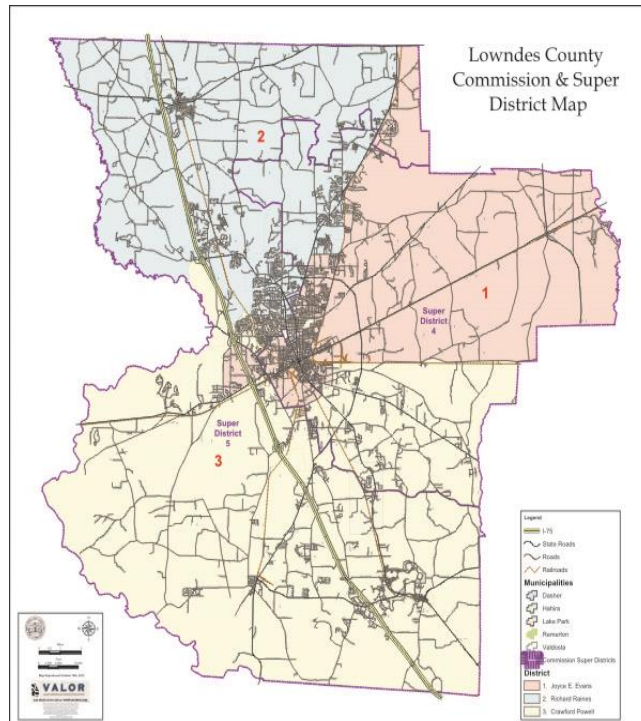 Lowndes County
Commission & Super
District Map
2
1
Super
District
4
Super
District
5
3
Legend
I-75
State Roads
Roads
Railroads
Municipalities
Dasher
Hahira
Lake Park
Remerton
Valdosta
Commission Super Districts
District
1. Joyce E. Evans
2. Richard Raines
3. Crawford Powell
VALOR